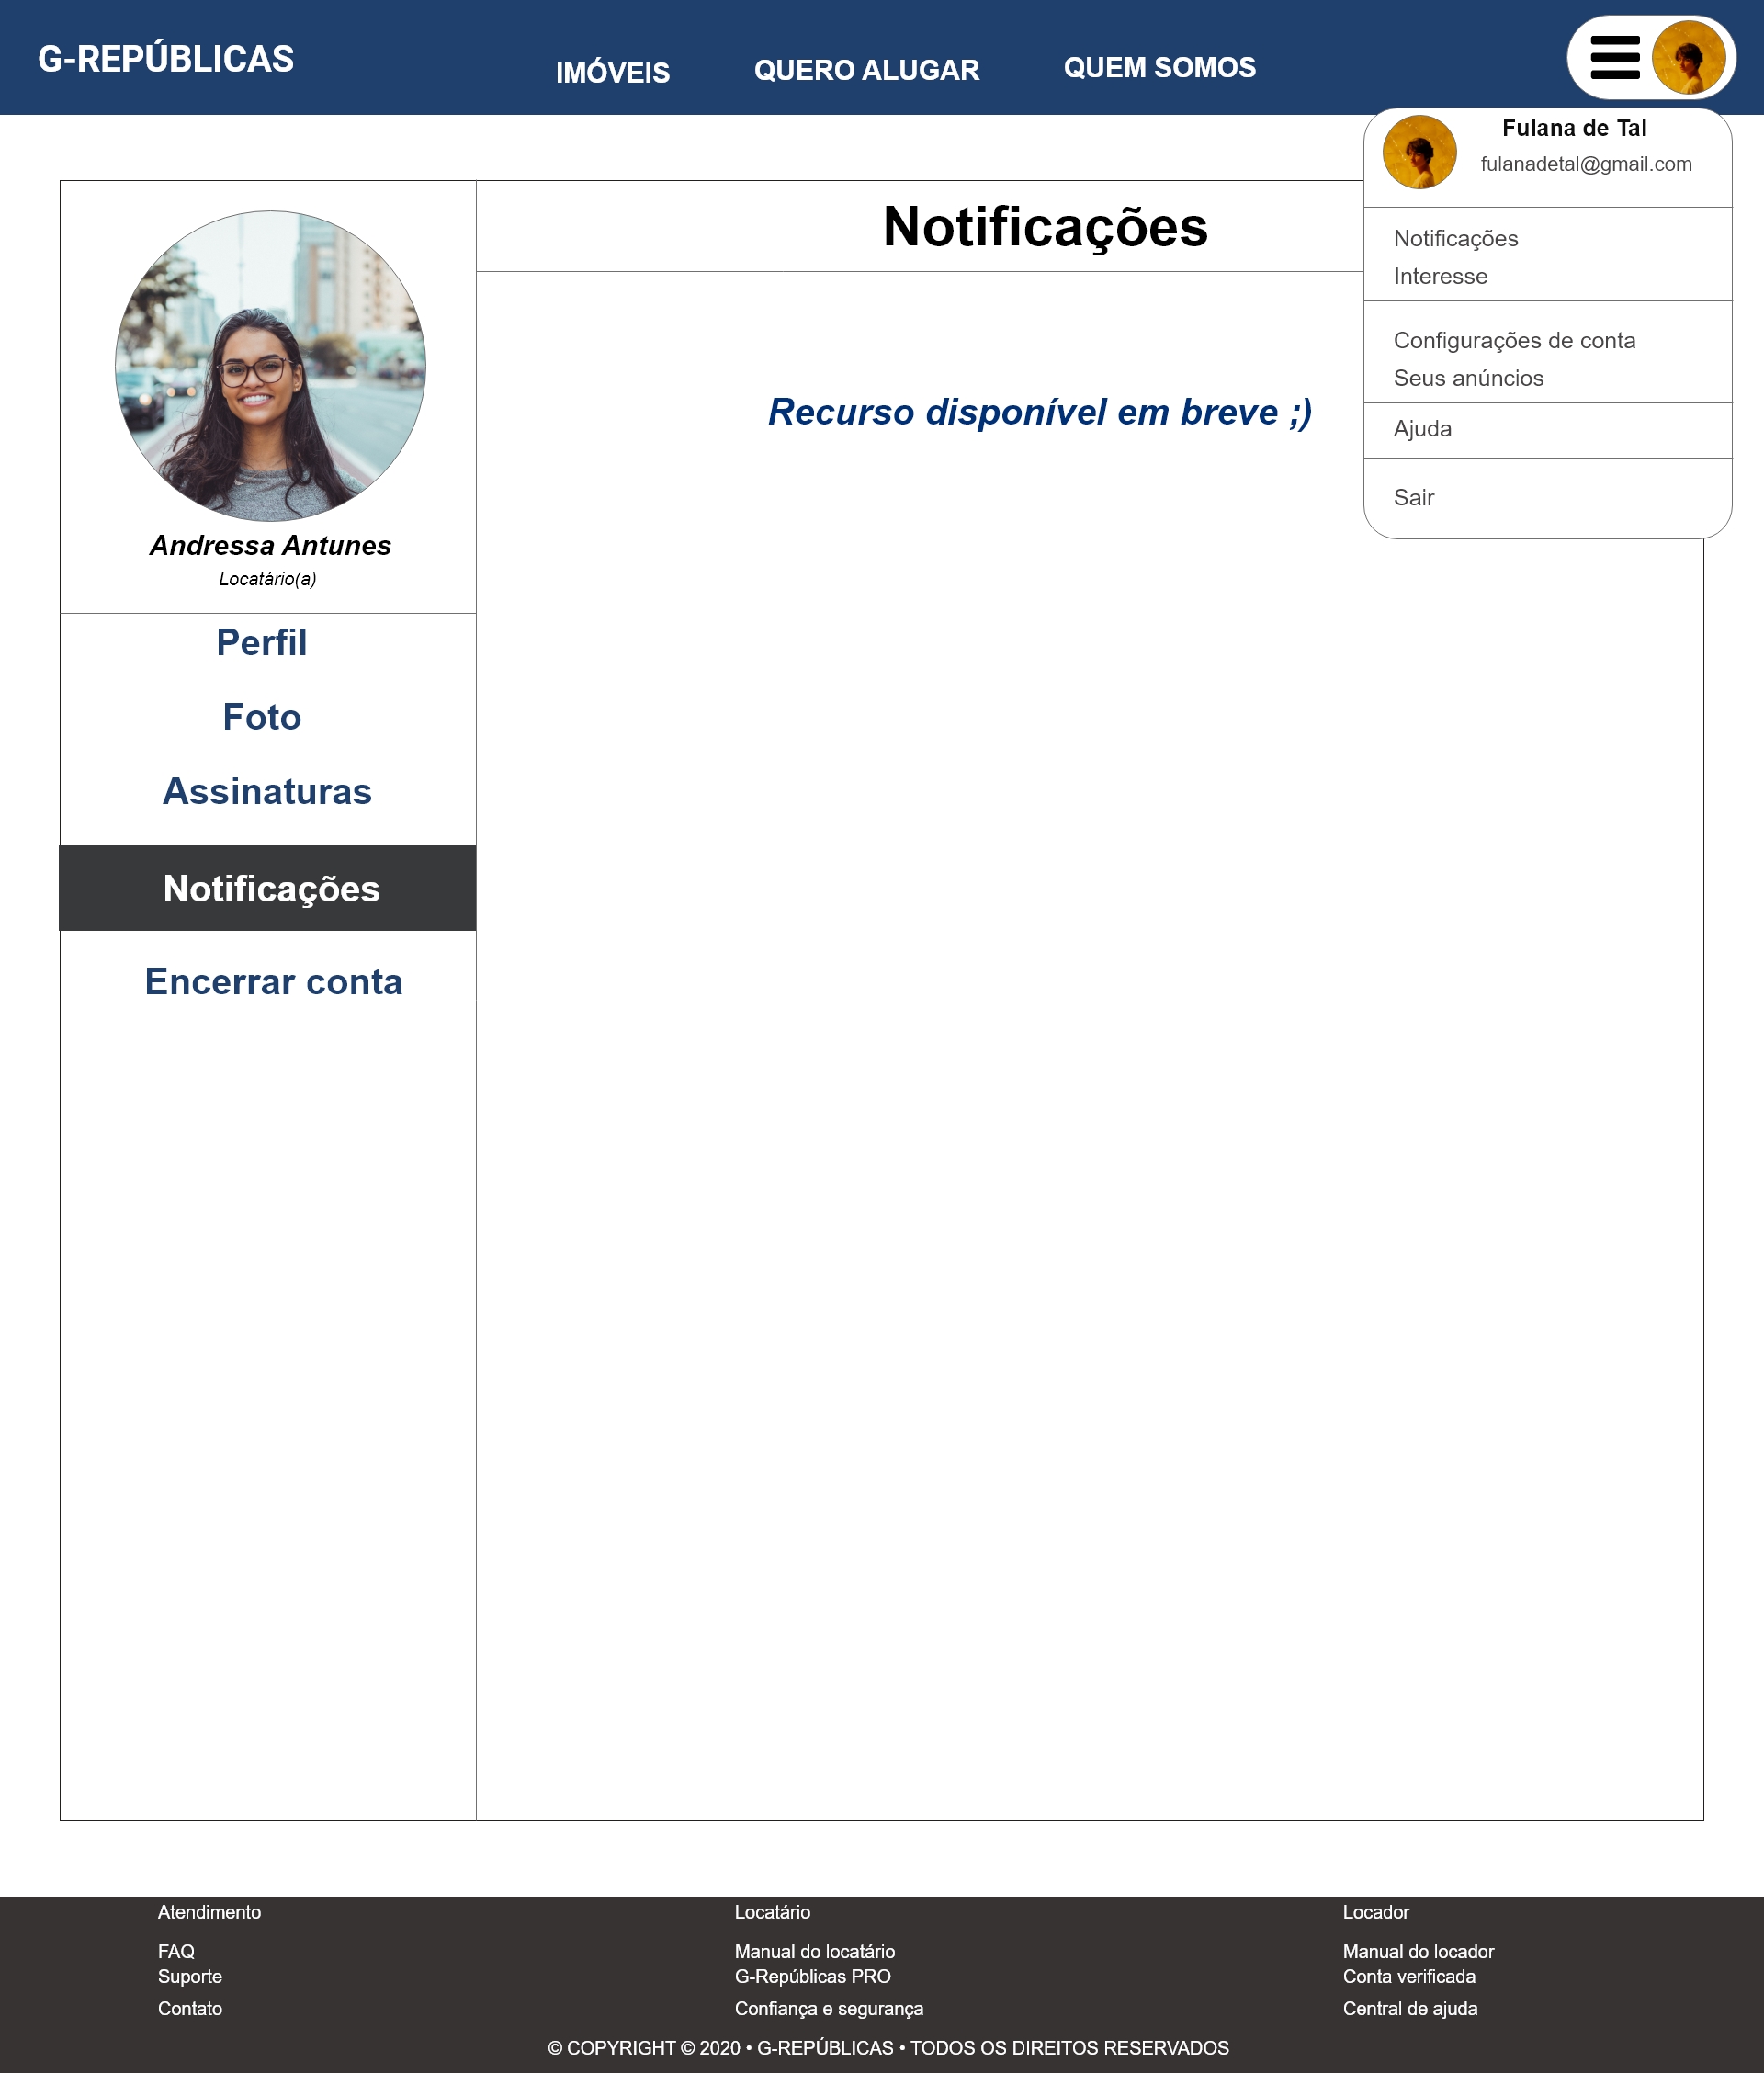 G-REPÚBLICAS
IMÓVEIS
QUERO ALUGAR
QUEM SOMOS
Fulana de Tal
fulanadetal@gmail.com
Notificações
Interesse
Configurações de conta
Seus anúncios
Ajuda
Sair
Andressa Antunes
Locatário(a)
Perfil
Foto
Assinaturas
Notificações
Encerrar conta
Notificações
Recurso disponível em breve ;)
Atendimento
FAQ
Suporte
Contato
Locatário
Manual do locatário
G-Repúblicas PRO
Confiança e segurança
Locador
Manual do locador
Conta verificada
Central de ajuda
© COPYRIGHT © 2020 • G-REPÚBLICAS • TODOS OS DIREITOS RESERVADOS